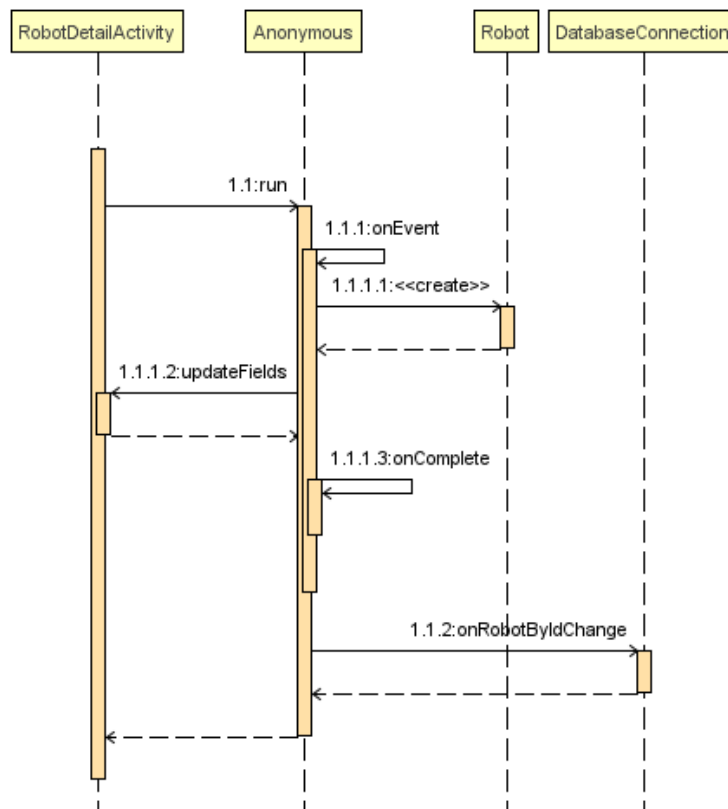 RobotDetailActivity
Anonymous
Robot
DatabaseConnection
1.1:run
1.1.1:onEvent
1.1.1.1:<<create>>
1.1.1.2:updateFields
1.1.1.3:onComplete
1.1.2:onRobotByIdChange